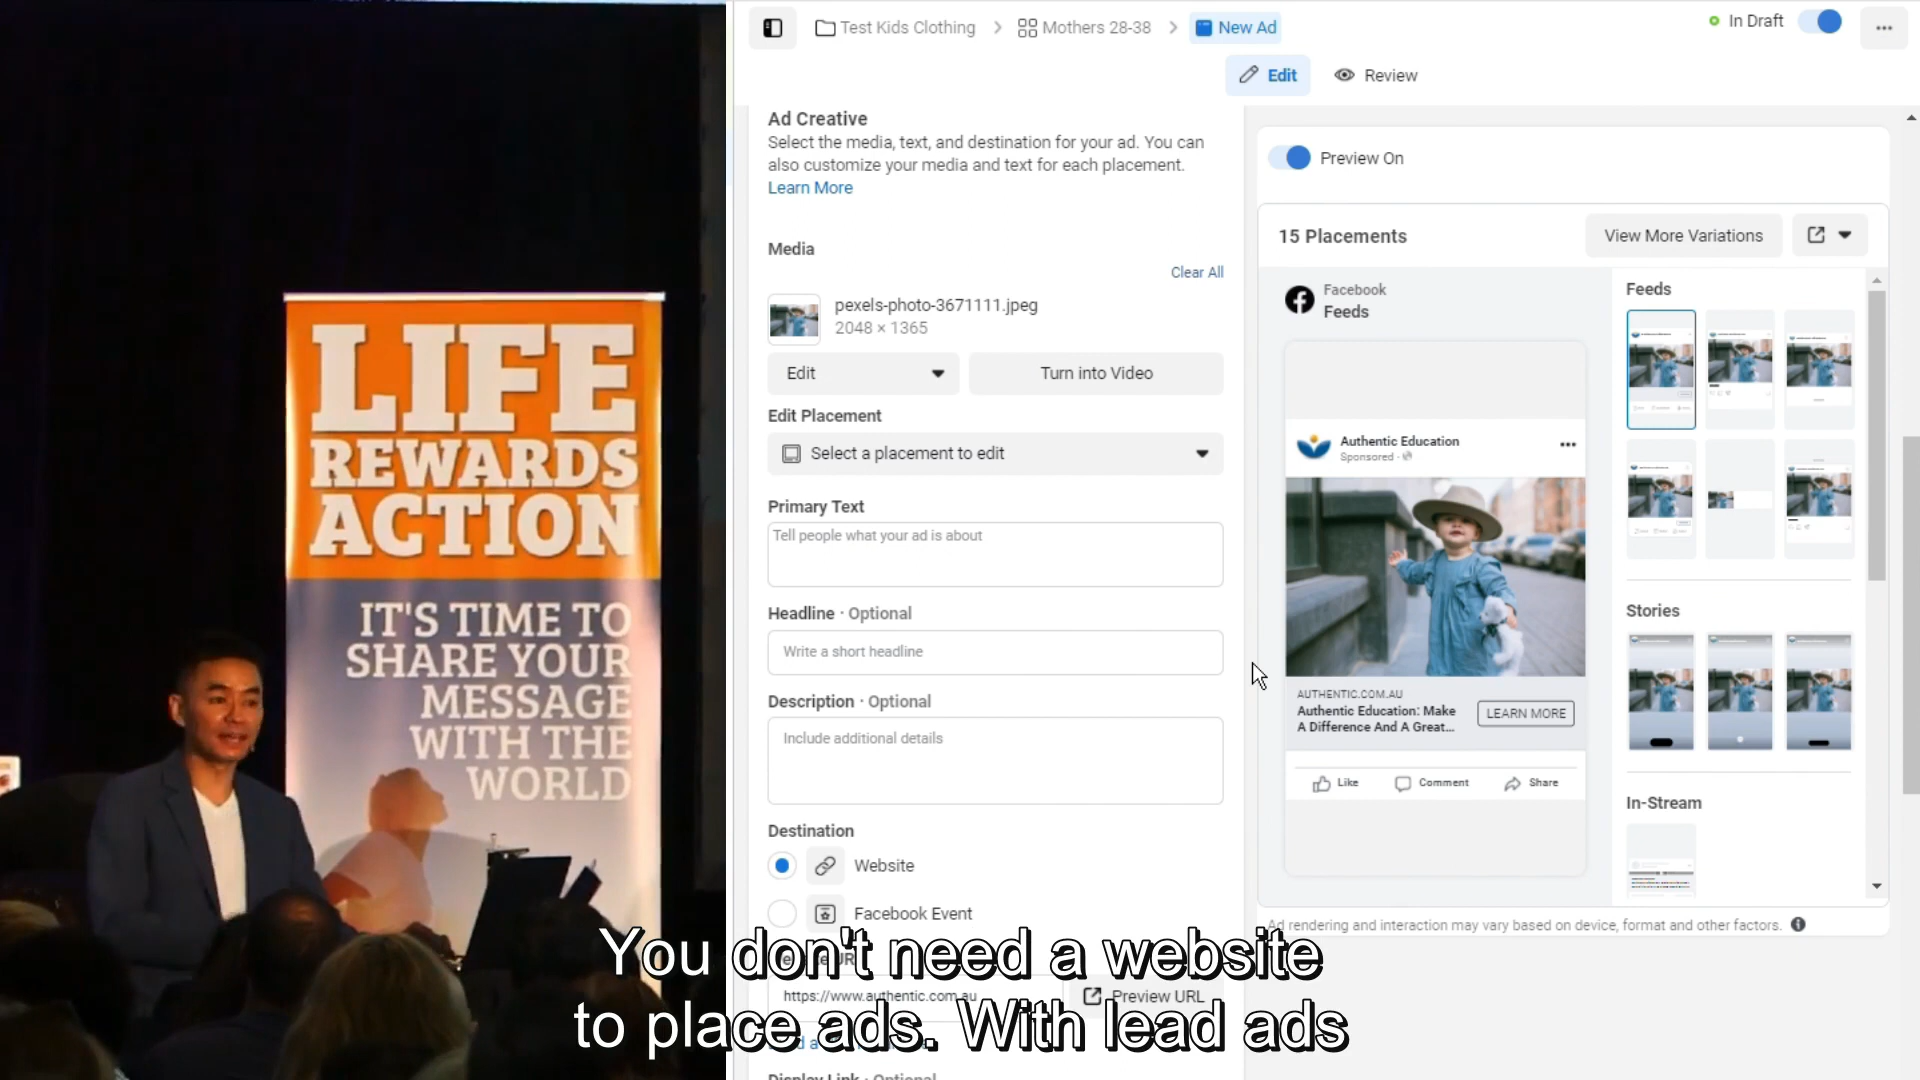 LIFE
REWARDS
ACTION
IT'S TIME TO
SHARE YOUR
MESSAGE
WITH THE
WORLD
Test Kids Clothing
Mothers 28-38
New Ad
In Draft
Edit
Review
Ad Creative
Select the media, text, and destination for your ad. You can
also customize your media and text for each placement.
Learn More
Media
Clear All
pexels-photo-3671111.jpeg
2048 × 1365
Edit
Turn into Video
Edit Placement
Select a placement to edit
Primary Text
Tell people what your ad is about
Headline · Optional
Write a short headline
Description · Optional
Include additional details
Destination
Website
Facebook Event
https://www.authentic.com.au
Preview URL
Display Link · Optional
Preview On
15 Placements
View More Variations
Facebook
Feeds
Authentic Education
Sponsored ·
AUTHENTIC.COM.AU
Authentic Education: Make
A Difference And A Great...
LEARN MORE
Like
Comment
Share
Feeds
Stories
In-Stream
Ad rendering and interaction may vary based on device, format and other factors.
You don't need a website
to place ads. With lead ads